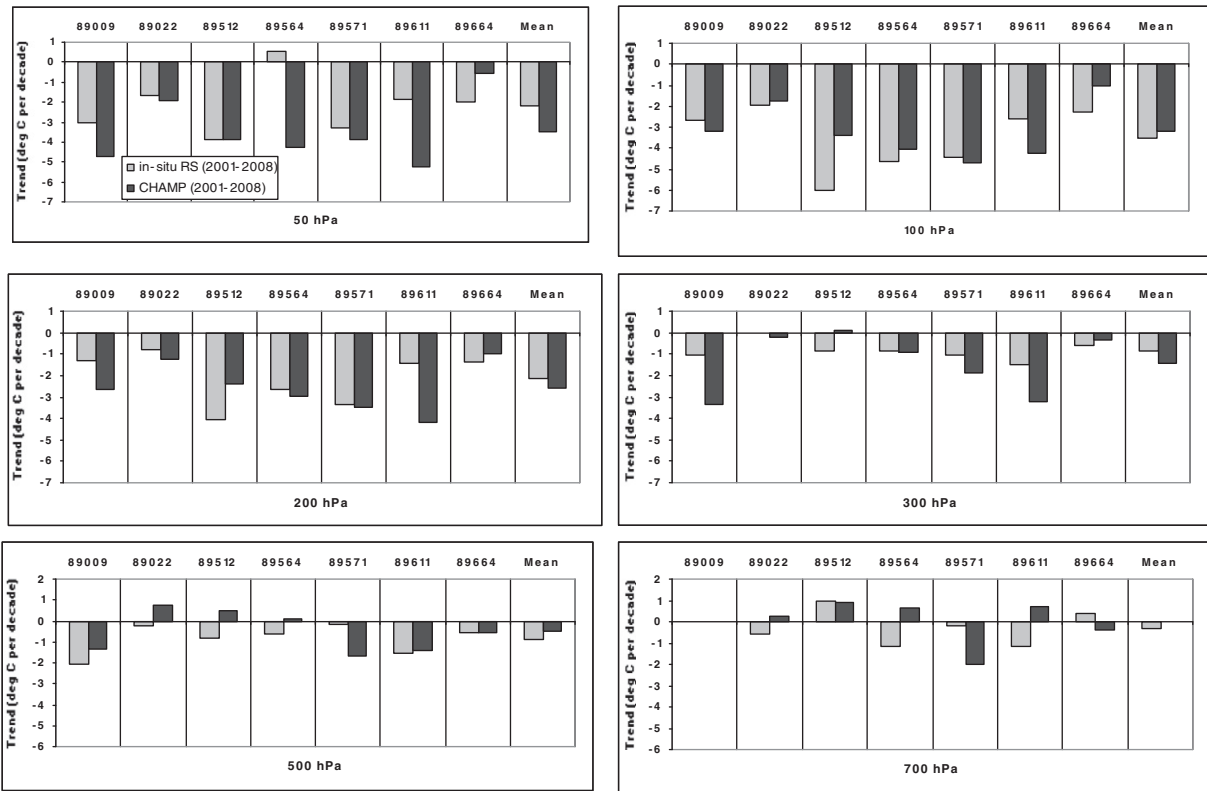 89009 89022 89512 89564 89571 89611 89664 Mean
Trend (deg C per decade)
1
0
-1
-2
-3
-4
-5
-6
-7
in-situ RS (2001-2008)
CHAMP (2001-2008)
50 hPa
89009 89022 89512 89564 89571 89611 89664 Mean
Trend (deg C per decade)
1
0
-1
-2
-3
-4
-5
-6
-7
100 hPa
89009 89022 89512 89564 89571 89611 89664 Mean
Trend (deg C per decade)
1
0
-1
-2
-3
-4
-5
-6
-7
200 hPa
89009 89022 89512 89564 89571 89611 89664 Mean
Trend (deg C per decade)
1
0
-1
-2
-3
-4
-5
-6
-7
300 hPa
89009 89022 89512 89564 89571 89611 89664 Mean
Trend (deg C per decade)
2
1
0
-1
-2
-3
-4
-5
-6
500 hPa
89009 89022 89512 89564 89571 89611 89664 Mean
Trend (deg C per decade)
2
1
0
-1
-2
-3
-4
-5
-6
700 hPa